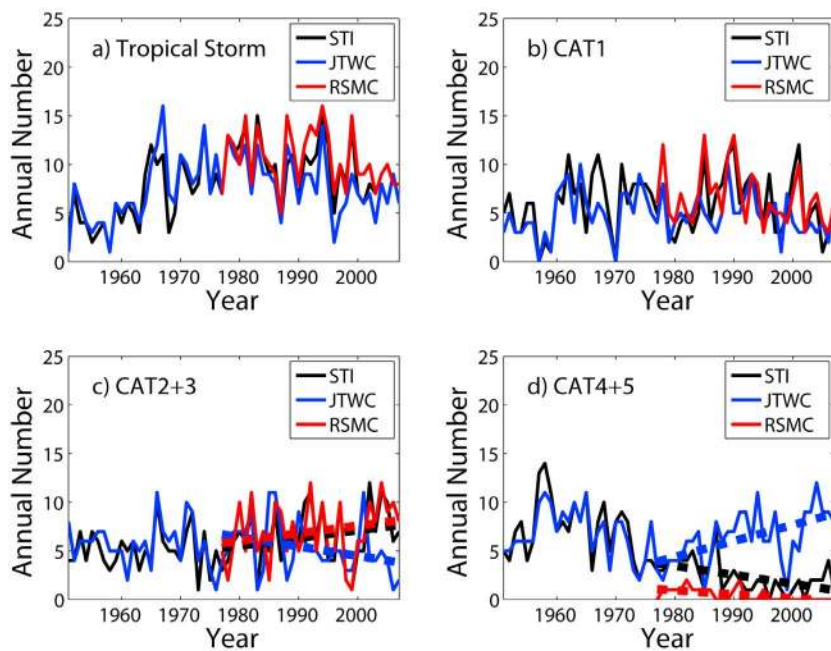 a) Tropical Storm
STI
JTWC
RSMC
Annual Number
25
20
15
10
5
0
1960 1970 1980 1990 2000
Year
b) CAT1
STI
JTWC
RSMC
Annual Number
25
20
15
10
5
0
1960 1970 1980 1990 2000
Year
c) CAT2+3
STI
JTWC
RSMC
Annual Number
25
20
15
10
5
0
1960 1970 1980 1990 2000
Year
d) CAT4+5
STI
JTWC
RSMC
Annual Number
25
20
15
10
5
0
1960 1970 1980 1990 2000
Year